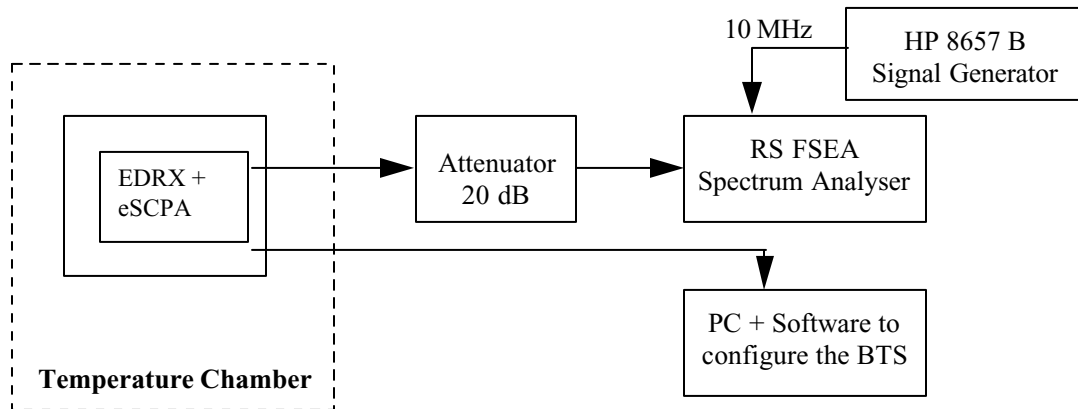 10 MHz
HP 8657 B
Signal Generator
EDRX +
eSCPA
Attenuator
20 dB
RS FSEA
Spectrum Analyser
PC + Software to
configure the BTS
Temperature Chamber